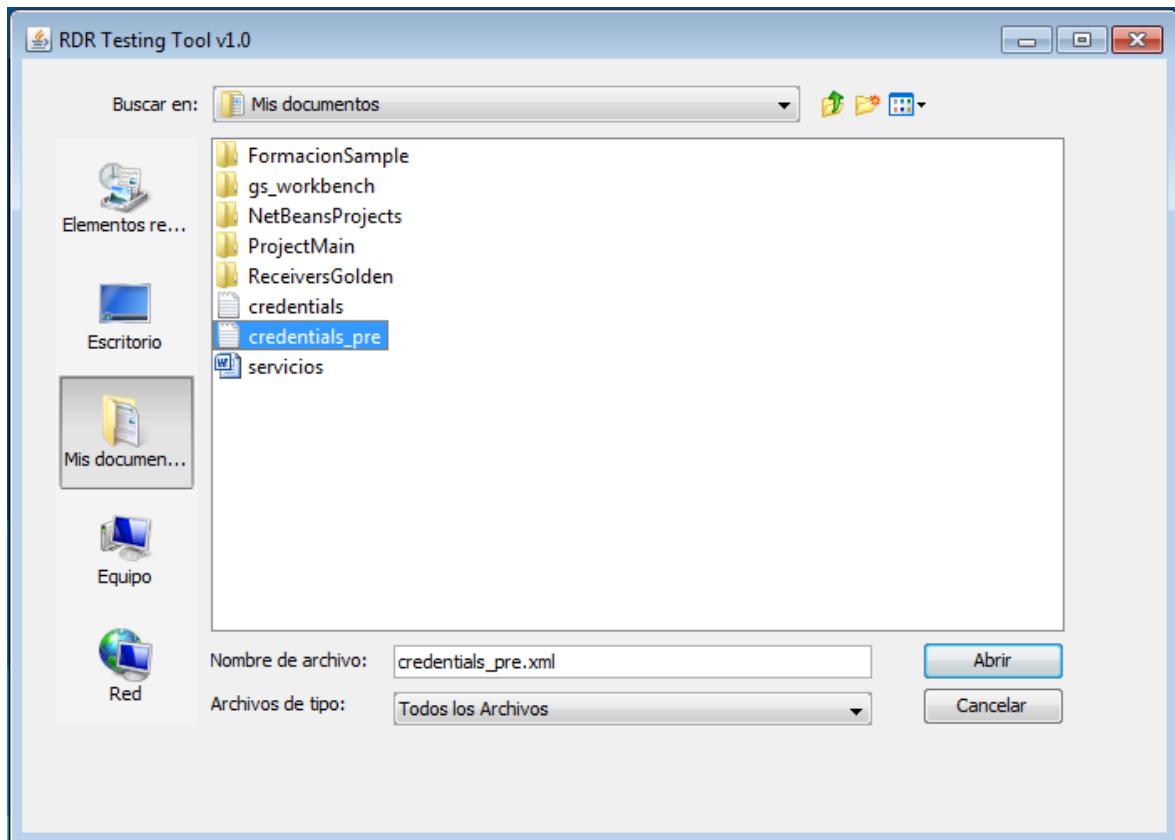 RDR Testing Tool v1.0
Buscar en:
Mis documentos
Elementos re...
Escritorio
Mis documen...
Equipo
Red
FormacionSample
gs_workbench
NetBeansProjects
ProjectMain
ReceiversGolden
credentials
credentials_pre
servicios
Nombre de archivo:
credentials_pre.xml
Abrir
Archivos de tipo:
Todos los Archivos
Cancelar